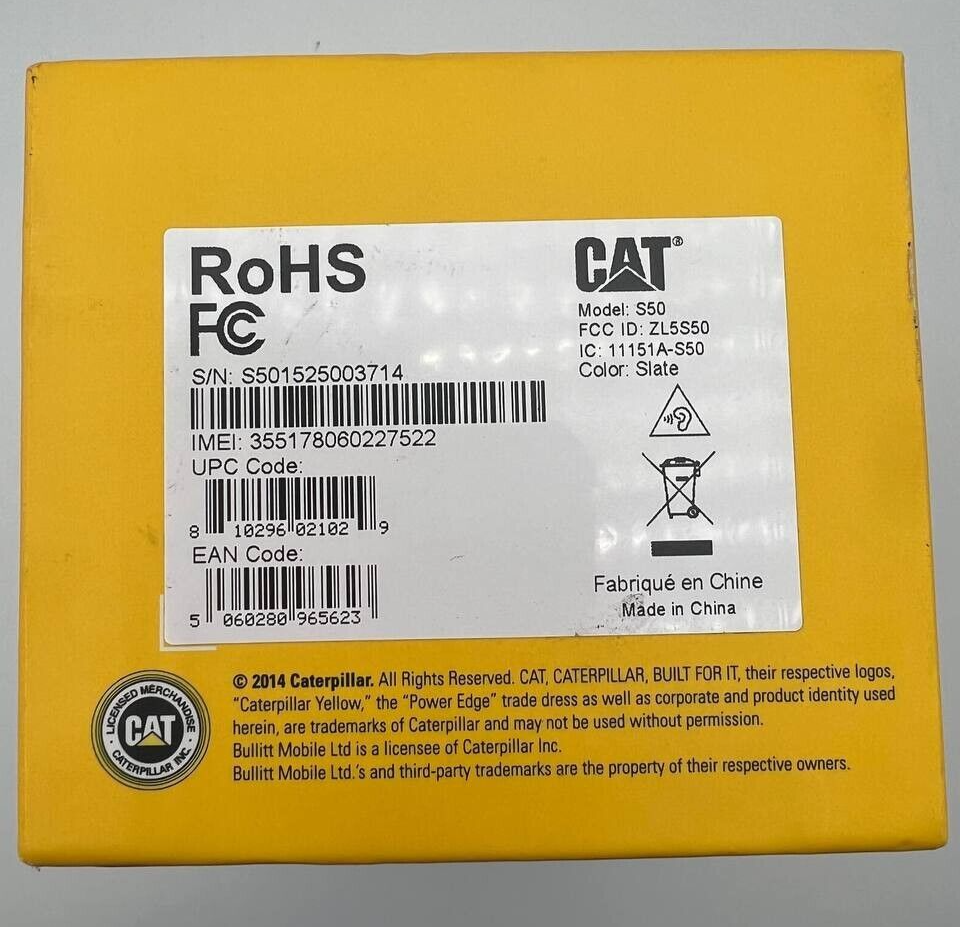 RoHS
FC
S/N: S501525003714
IMEI: 355178060227522
UPC Code:
8 10296 02102 9
EAN Code:
5 060280 965623
CAT®
Model: S50
FCC ID: ZL5S50
IC: 11151A-S50
Color: Slate
Fabriqué en Chine
Made in China
LICENSED MERCHANDISE
CAT
CATERPILLAR INC.
© 2014 Caterpillar. All Rights Reserved. CAT, CATERPILLAR, BUILT FOR IT, their respective logos,
“Caterpillar Yellow,” the “Power Edge” trade dress as well as corporate and product identity used
herein, are trademarks of Caterpillar and may not be used without permission.
Bullitt Mobile Ltd is a licensee of Caterpillar Inc.
Bullitt Mobile Ltd.’s and third-party trademarks are the property of their respective owners.